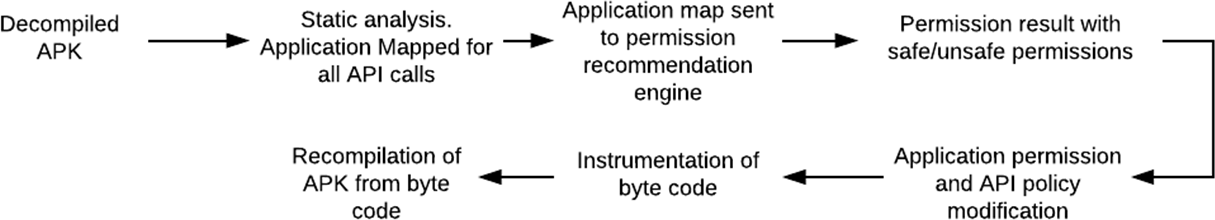 Decompiled
APK
Static analysis.
Application Mapped for
all API calls
Application map sent
to permission
recommendation
engine
Permission result with
safe/unsafe permissions
Application permission
and API policy
modification
Instrumentation of
byte code
Recompilation of
APK from byte
code